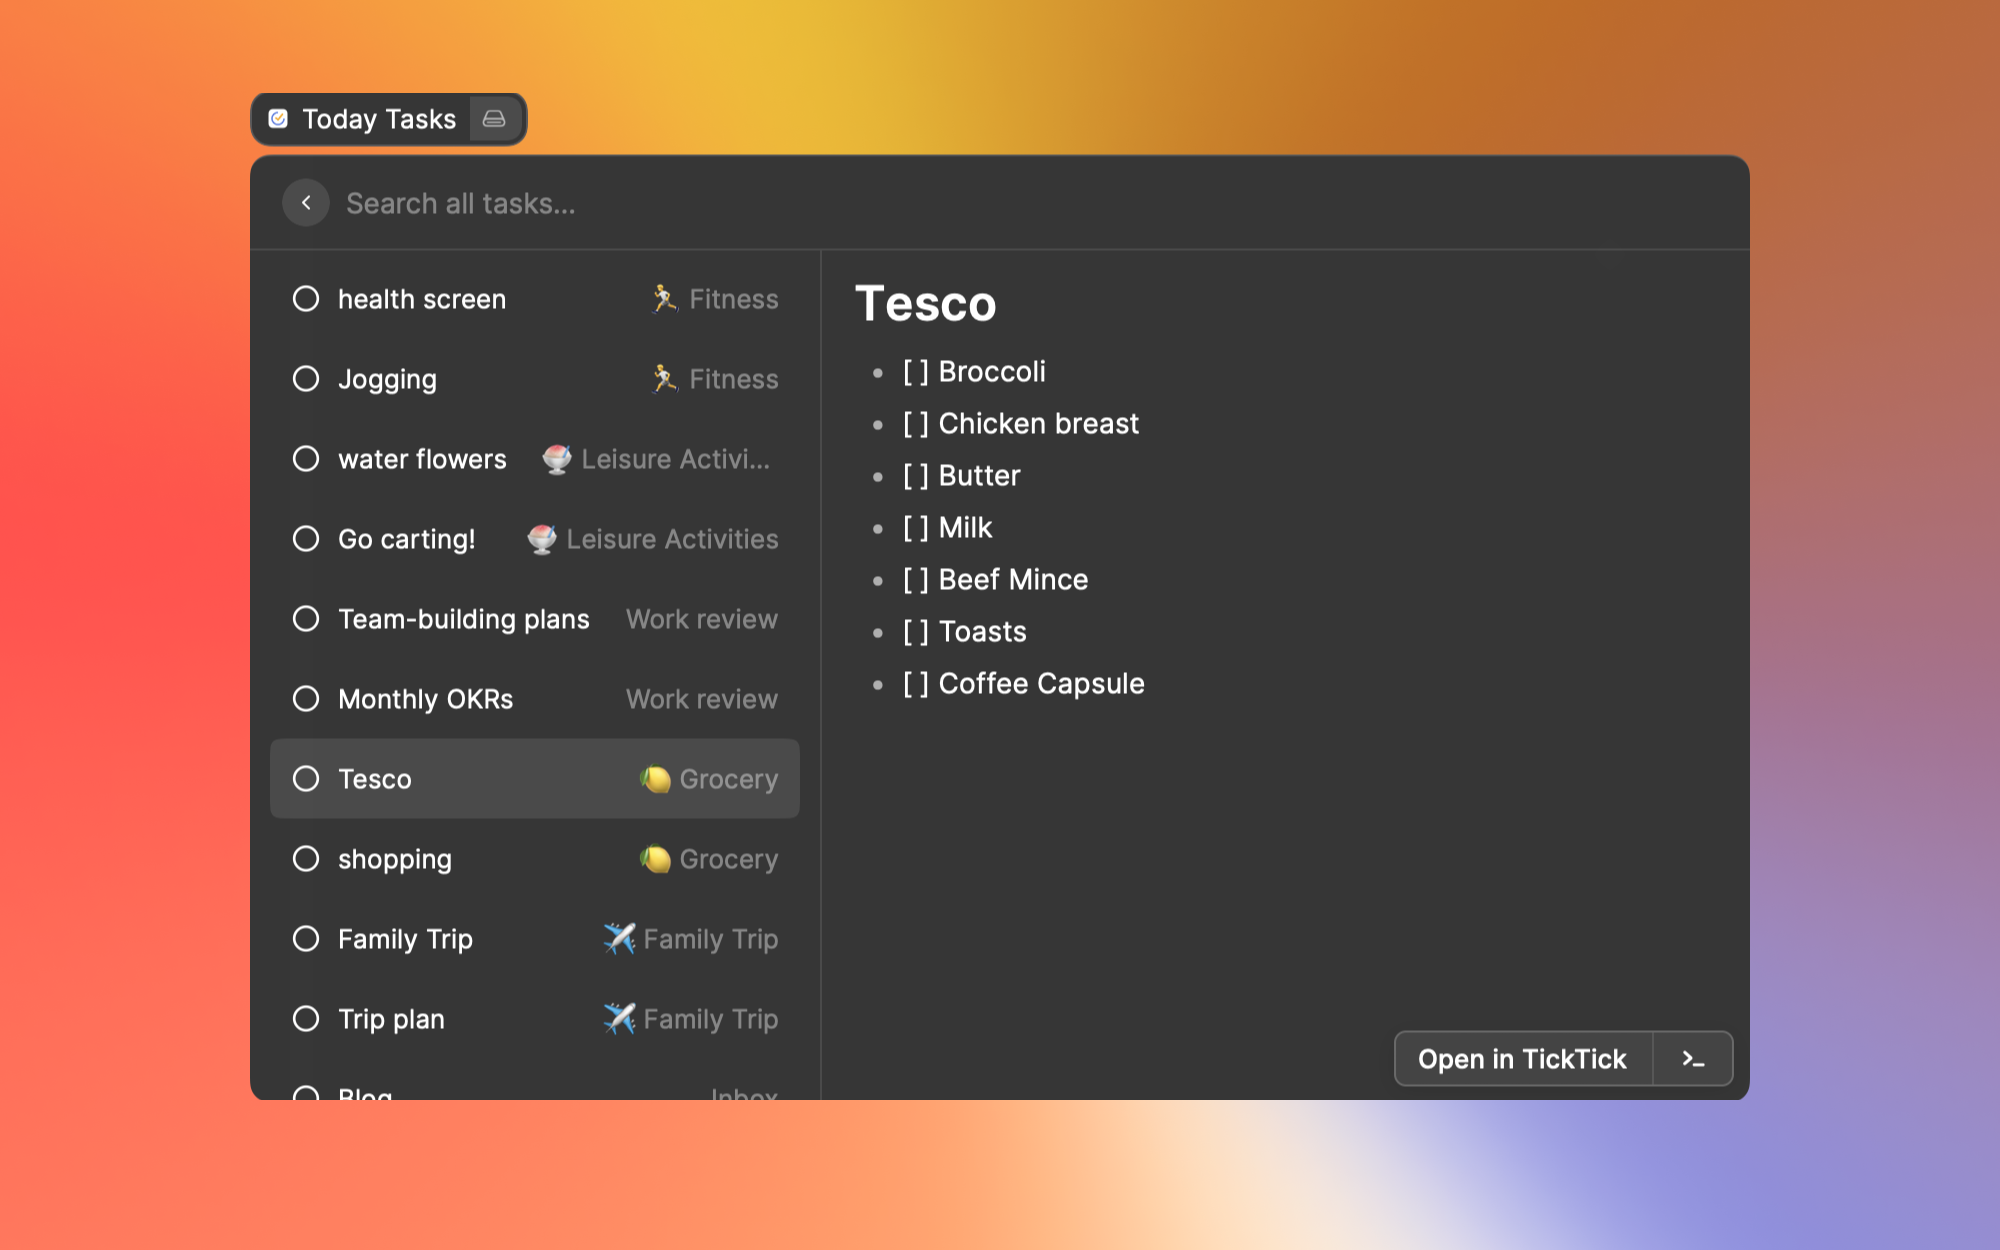 Today Tasks
Search all tasks...
health screen 🏃 Fitness
Jogging 🏃 Fitness
water flowers 🍧 Leisure Activi...
Go carting! 🍧 Leisure Activities
Team-building plans Work review
Monthly OKRs Work review
Tesco 🍋 Grocery
shopping 🍋 Grocery
Family Trip ✈️ Family Trip
Trip plan ✈️ Family Trip
Blog Inbox
Tesco
• [ ] Broccoli
• [ ] Chicken breast
• [ ] Butter
• [ ] Milk
• [ ] Beef Mince
• [ ] Toasts
• [ ] Coffee Capsule
Open in TickTick >_